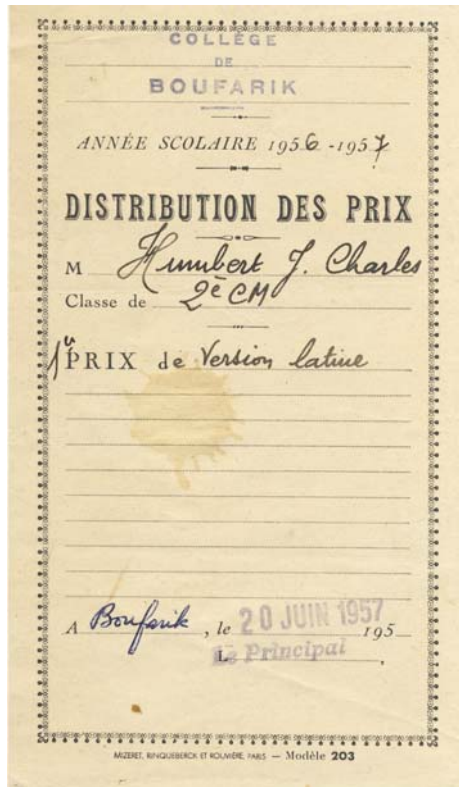 COLLÈGE
DE
BOUFARIK
ANNÉE SCOLAIRE 1956-1957
DISTRIBUTION DES PRIX
M Humbert J. Charles
Classe de 2e CM
1er PRIX de Version latine
A Boufarik, le 20 JUIN 1957 195
Le Principal
MIZERET, RINQUEBERCK ET ROUVIÈRE, PARIS — Modèle 203